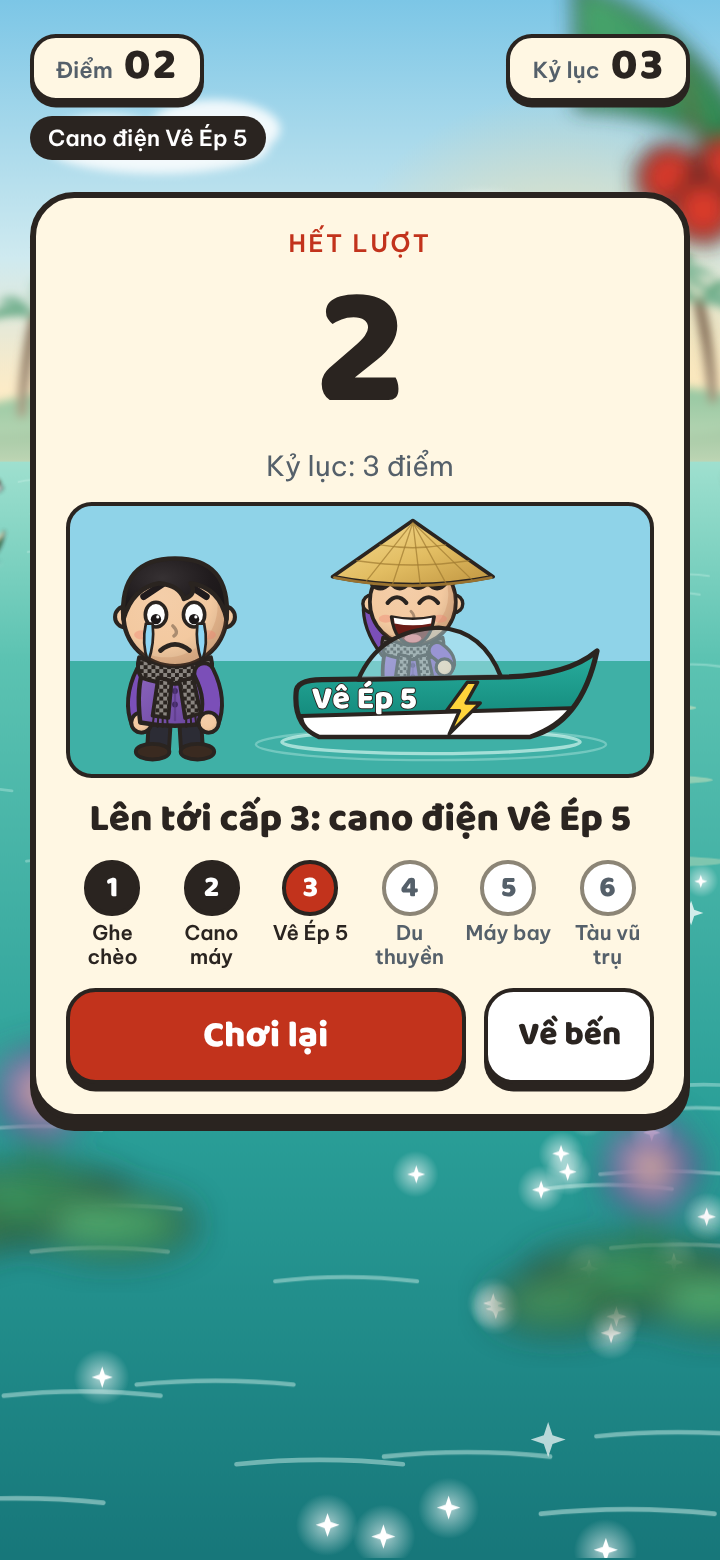 Điểm 02
Kỷ lục 03
Cano điện Vê Ép 5
HẾT LƯỢT
2
Kỷ lục: 3 điểm
Vê Ép 5
Lên tới cấp 3: cano điện Vê Ép 5
1 2 3 4 5 6
Ghe Cano Vê Ép 5 Du Máy bay Tàu vũ
chèo máy thuyền trụ
Chơi lại Về bến